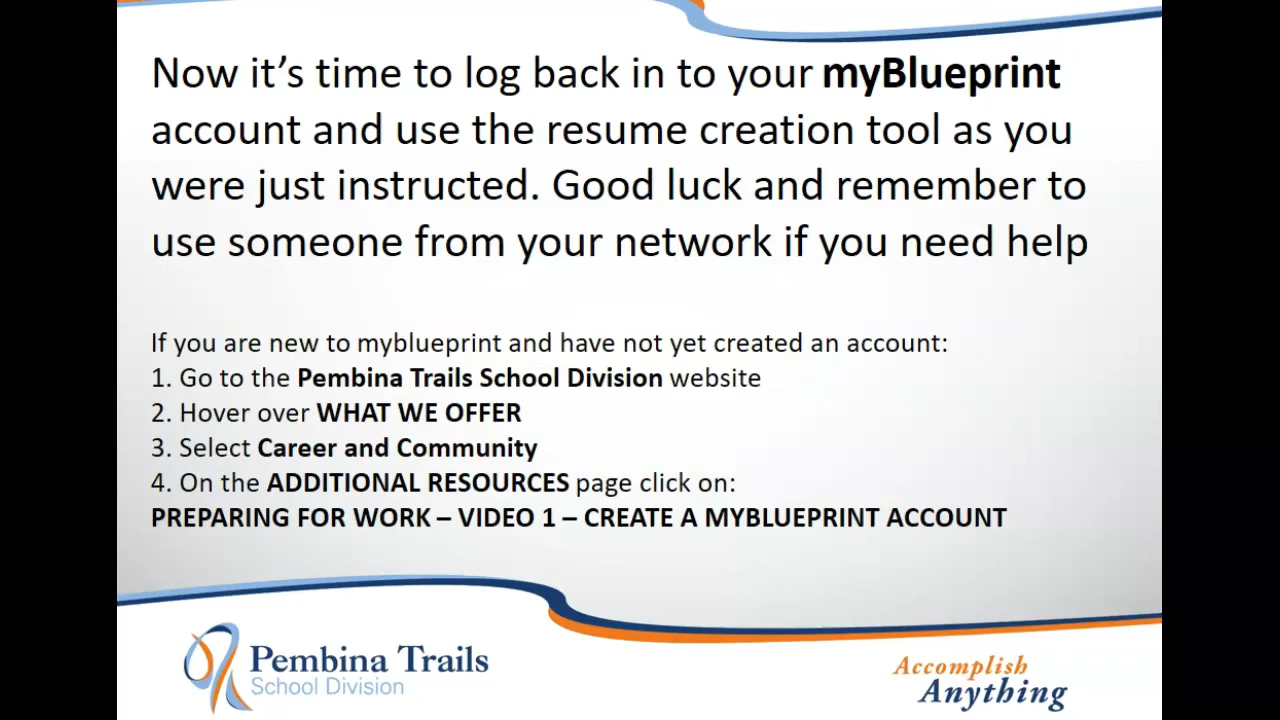 Now it’s time to log back in to your myBlueprint
account and use the resume creation tool as you
were just instructed. Good luck and remember to
use someone from your network if you need help
If you are new to myblueprint and have not yet created an account:
1. Go to the Pembina Trails School Division website
2. Hover over WHAT WE OFFER
3. Select Career and Community
4. On the ADDITIONAL RESOURCES page click on:
PREPARING FOR WORK – VIDEO 1 – CREATE A MYBLUEPRINT ACCOUNT
Pembina Trails
School Division
Accomplish
Anything